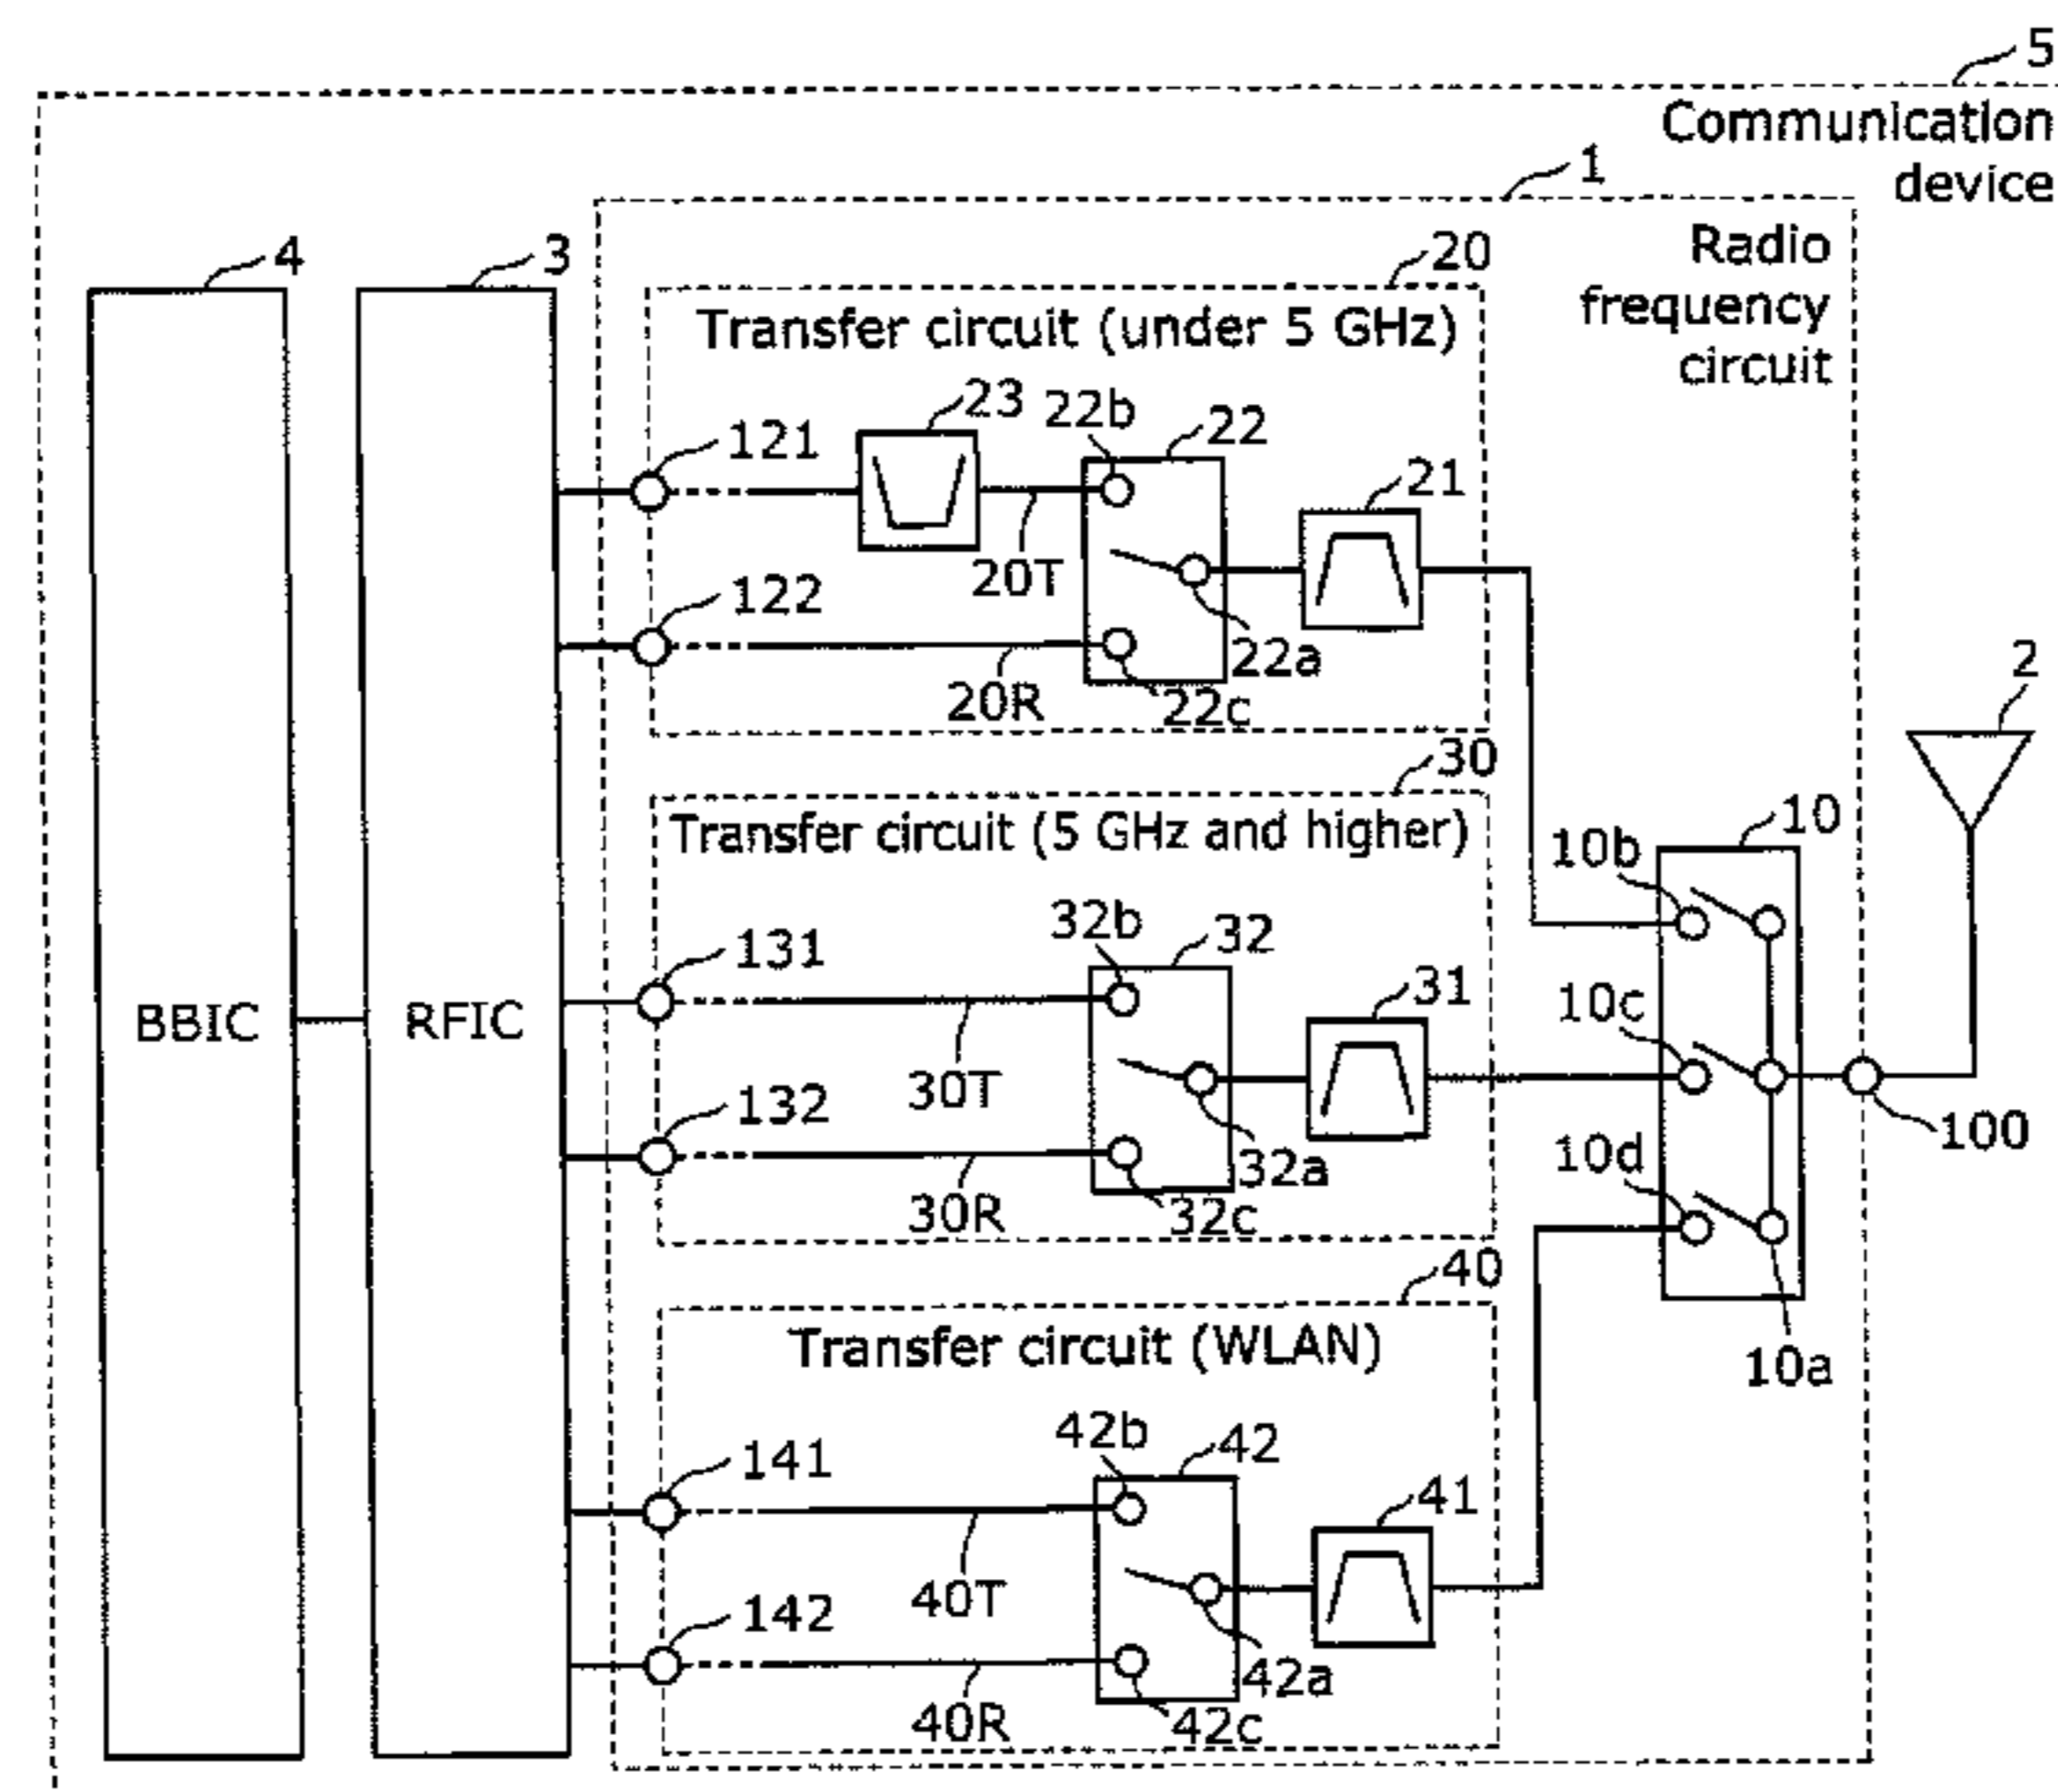 5
Communication
device
1
Radio
frequency
circuit
4
3
20
Transfer circuit (under 5 GHz)
121
23
22b
22
21
20T
122
22a
20R
22c
2
30
Transfer circuit (5 GHz and higher)
10
10b
131
32b
32
31
10c
BBIC
RFIC
30T
132
100
10d
32a
30R
32c
40
Transfer circuit (WLAN)
10a
141
42b
42
41
40T
142
42a
40R
42c